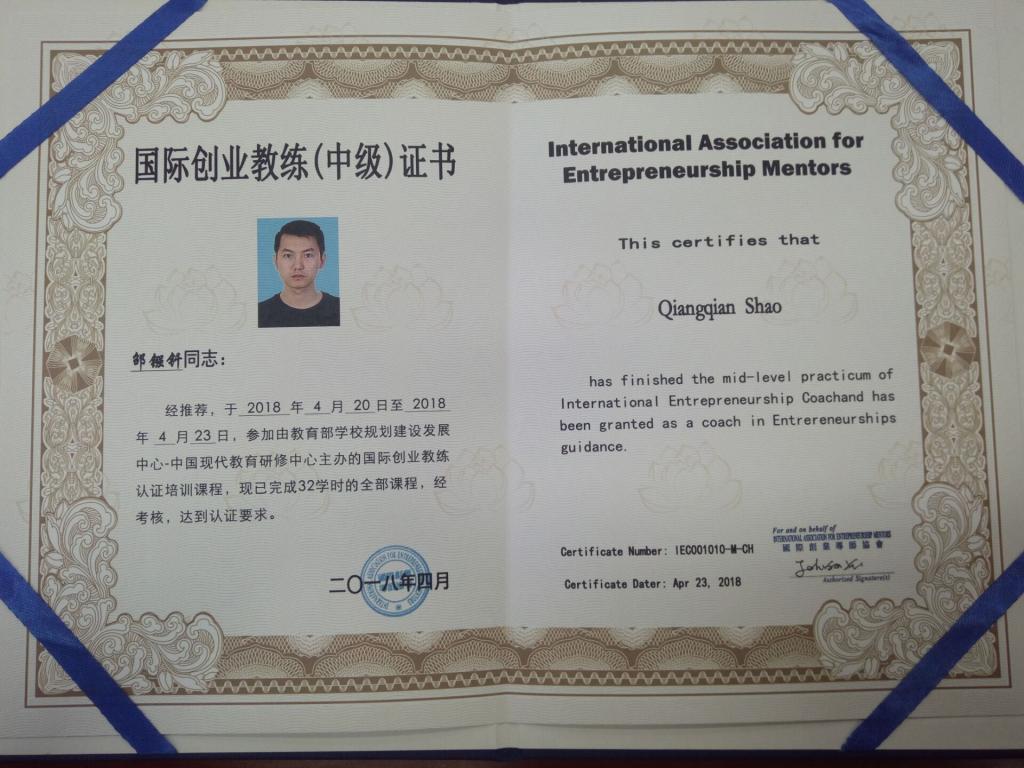 国际创业教练(中级)证书
邵强钎同志：
经推荐，于 2018 年 4 月 20 日至 2018
年 4 月 23 日，参加由教育部学校规划建设发展
中心-中国现代教育研修中心主办的国际创业教练
认证培训课程，现已完成32学时的全部课程，经
考核，达到认证要求。
二〇一八年四月
International Association for
Entrepreneurship Mentors
This certifies that
Qiangqian Shao
has finished the mid-level practicum of
International Entrepreneurship Coachand has
been granted as a coach in Entrereneurships
guidance.
Certificate Number: IEC001010-M-CH
Certificate Dater: Apr 23, 2018
For and on behalf of
INTERNATIONAL ASSOCIATION FOR ENTREPRENEURSHIP MENTORS
國際創業導師協會
Authorized Signature(s)